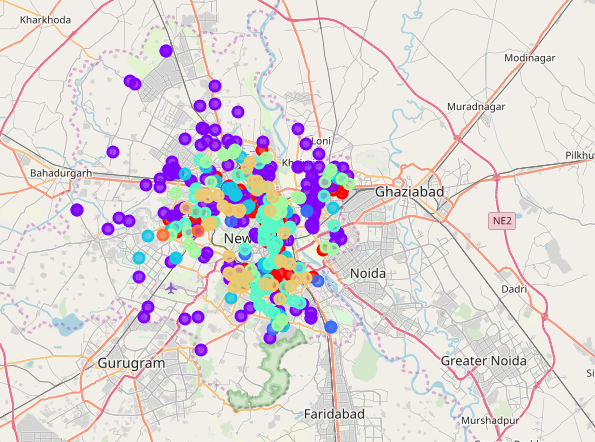 Kharkhoda
Modinagar
Muradnagar
Loni
Pilkhu
Bahadurgarh
Ghaziabad
NE2
New
Noida
Dadri
Gurugram
Greater Noida
Faridabad
Murshadpur